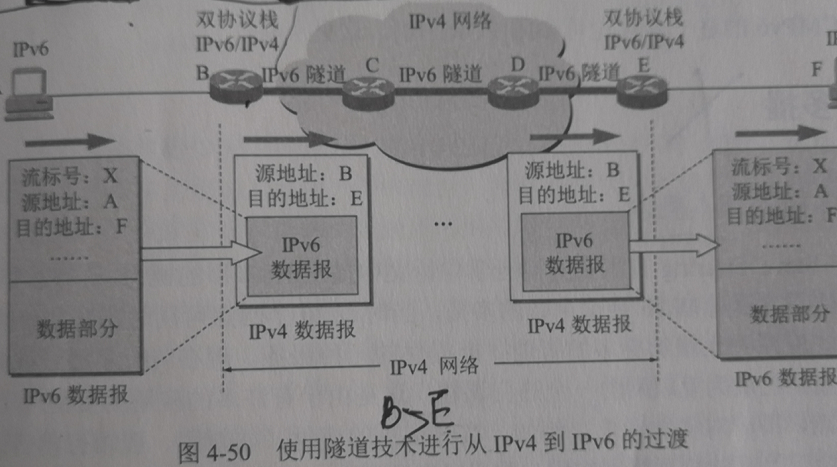 双协议栈
IPv6/IPv4
IPv4 网络
双协议栈
IPv6/IPv4
IPv6
B
IPv6 隧道
C
IPv6 隧道
D
IPv6 隧道
E
F
流标号：X
源地址：A
目的地址：F
……
数据部分
IPv6 数据报
源地址：B
目的地址：E
IPv6
数据报
IPv4 数据报
...
源地址：B
目的地址：E
IPv6
数据报
IPv4 数据报
流标号：X
源地址：A
目的地址：F
……
数据部分
IPv6 数据报
IPv4 网络
B→E
图 4-50 使用隧道技术进行从 IPv4 到 IPv6 的过渡